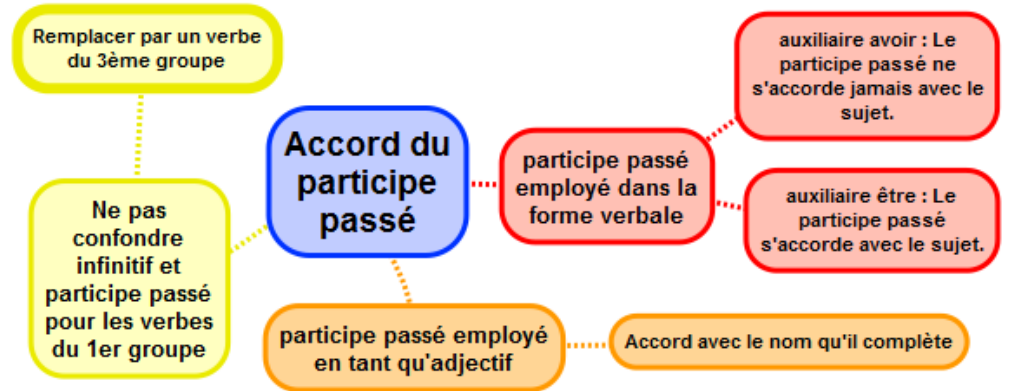 Remplacer par un verbe
du 3ème groupe
Ne pas
confondre
infinitif et
participe passé
pour les verbes
du 1er groupe
Accord du
participe
passé
participe passé
employé dans la
forme verbale
auxiliaire avoir : Le
participe passé ne
s'accorde jamais avec le
sujet.
auxiliaire être : Le
participe passé
s'accorde avec le sujet.
participe passé employé
en tant qu'adjectif
Accord avec le nom qu'il complète